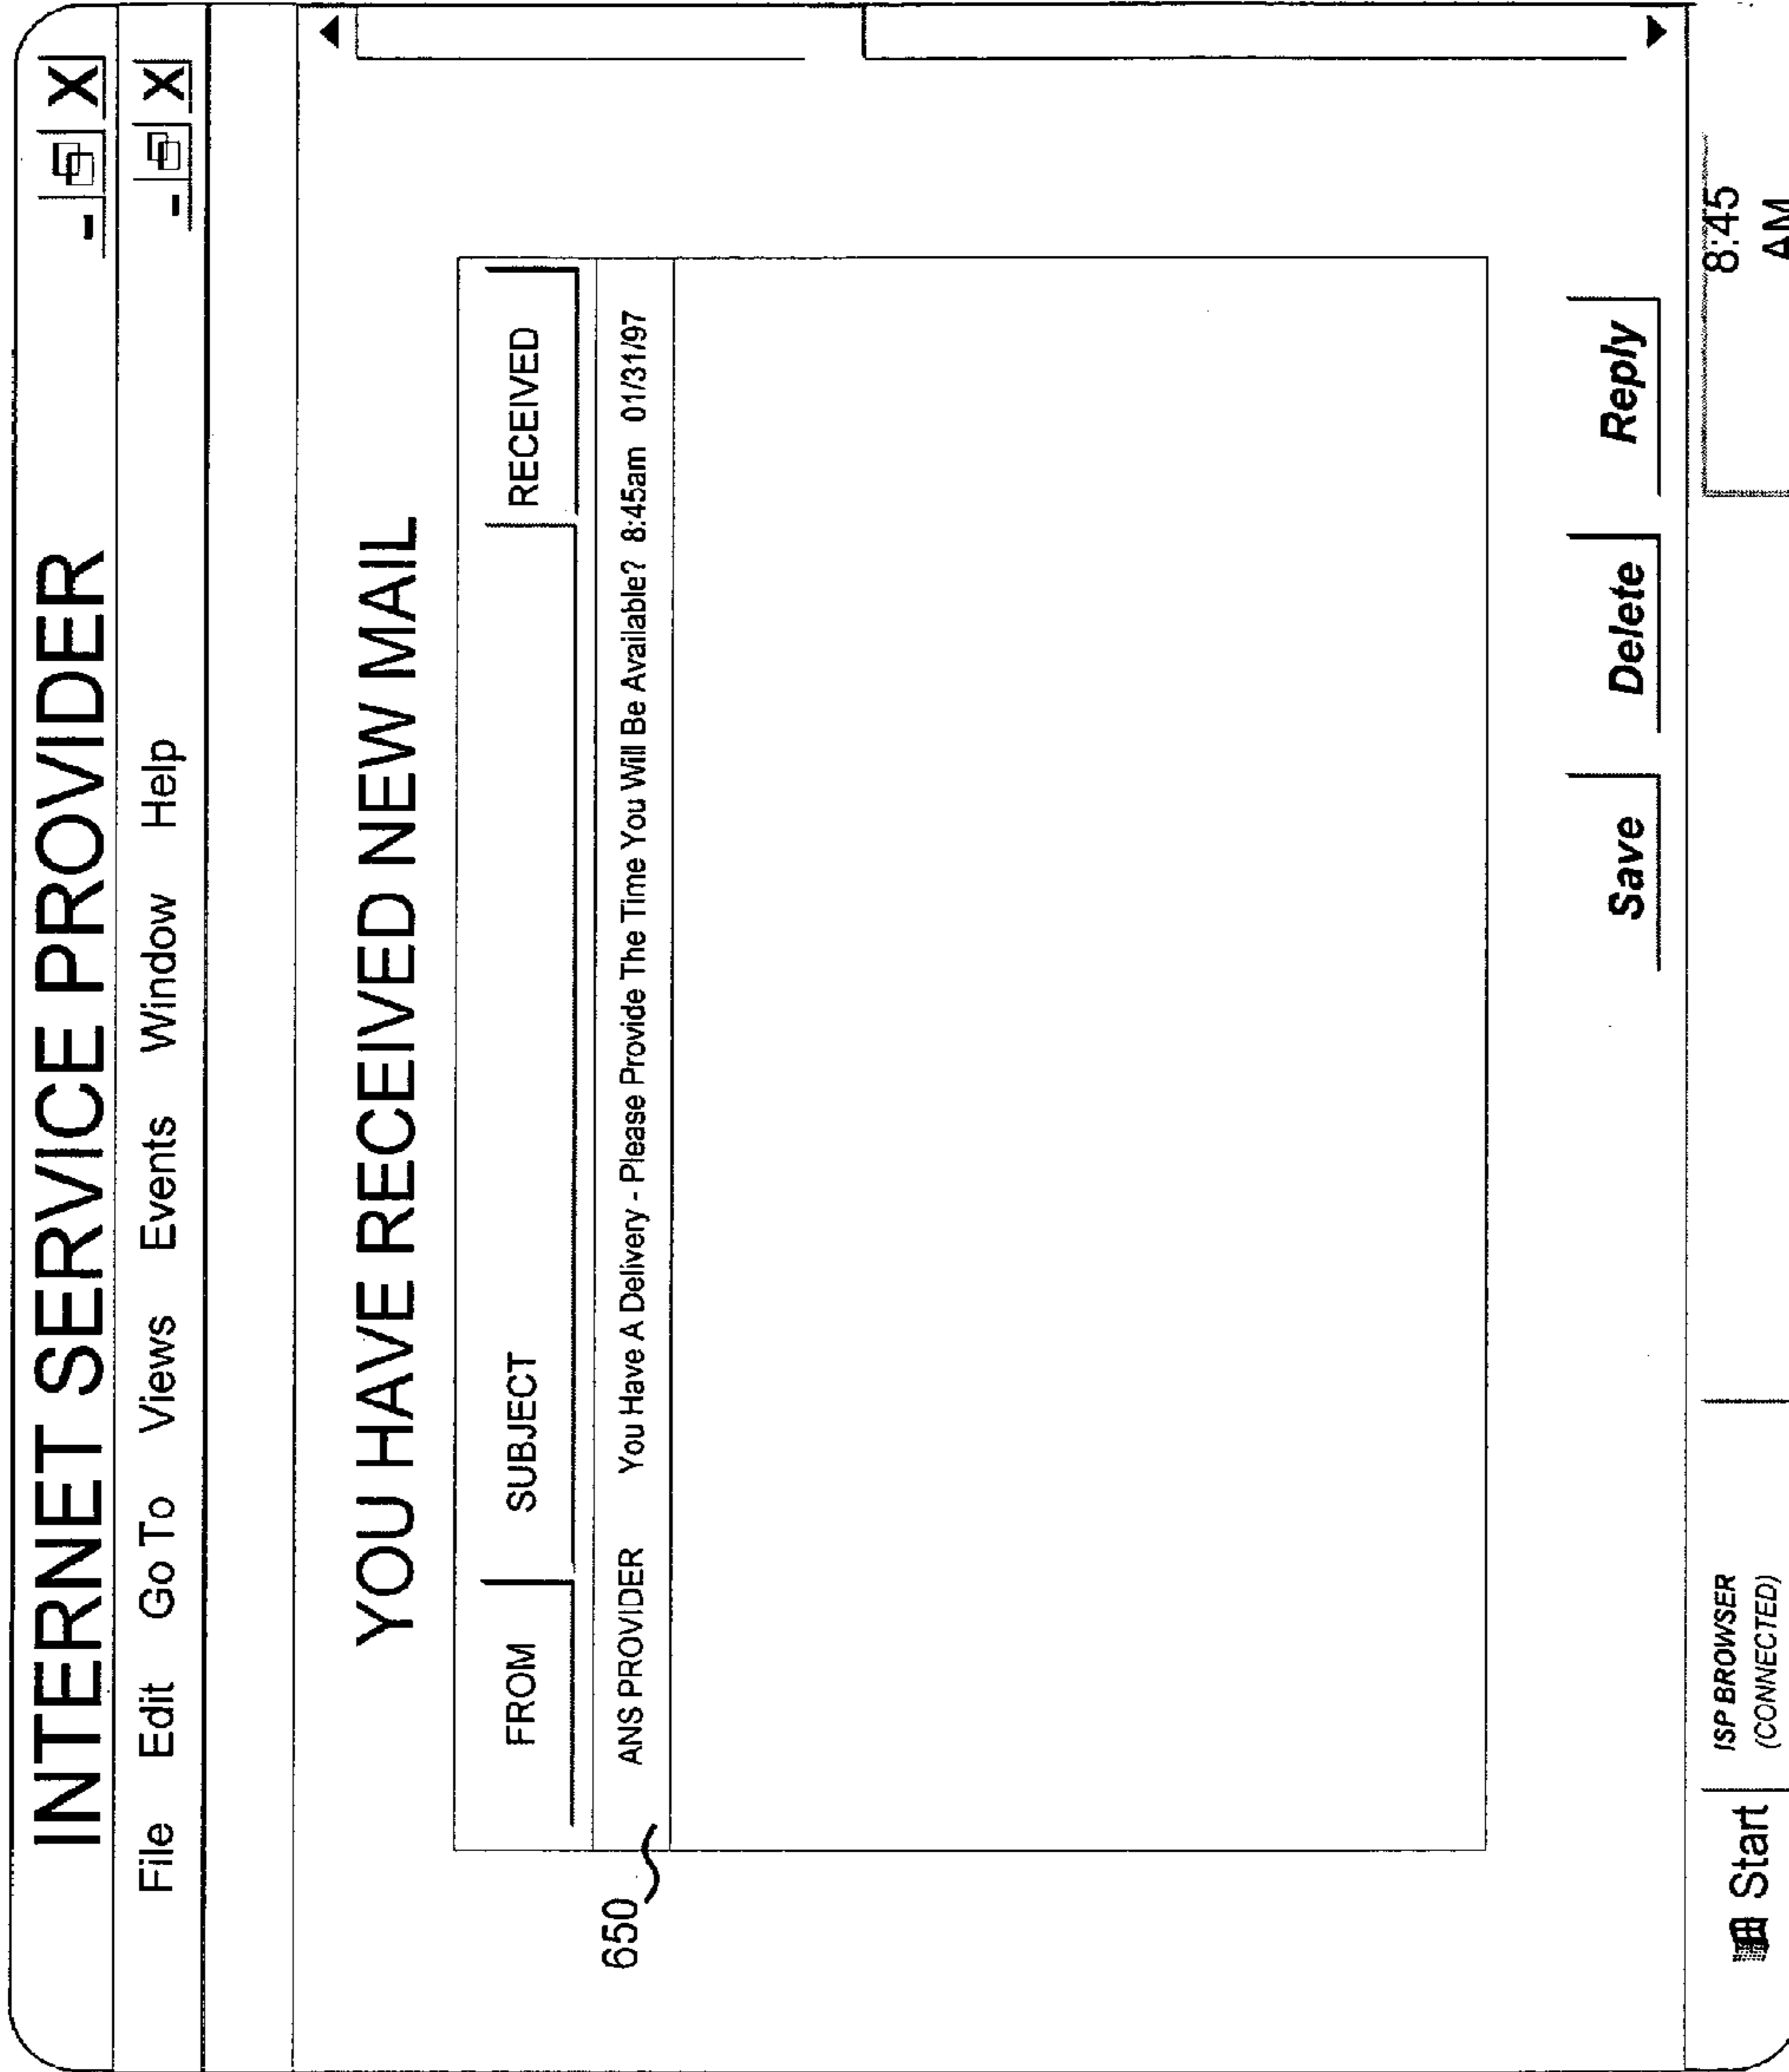 INTERNET SERVICE PROVIDER
File Edit Go To Views Events Window Help
YOU HAVE RECEIVED NEW MAIL
FROM SUBJECT RECEIVED
650 ANS PROVIDER You Have A Delivery - Please Provide The Time You Will Be Available? 8:45am 01/31/97
Save Delete Reply
Start ISP BROWSER 8:45
(CONNECTED) AM